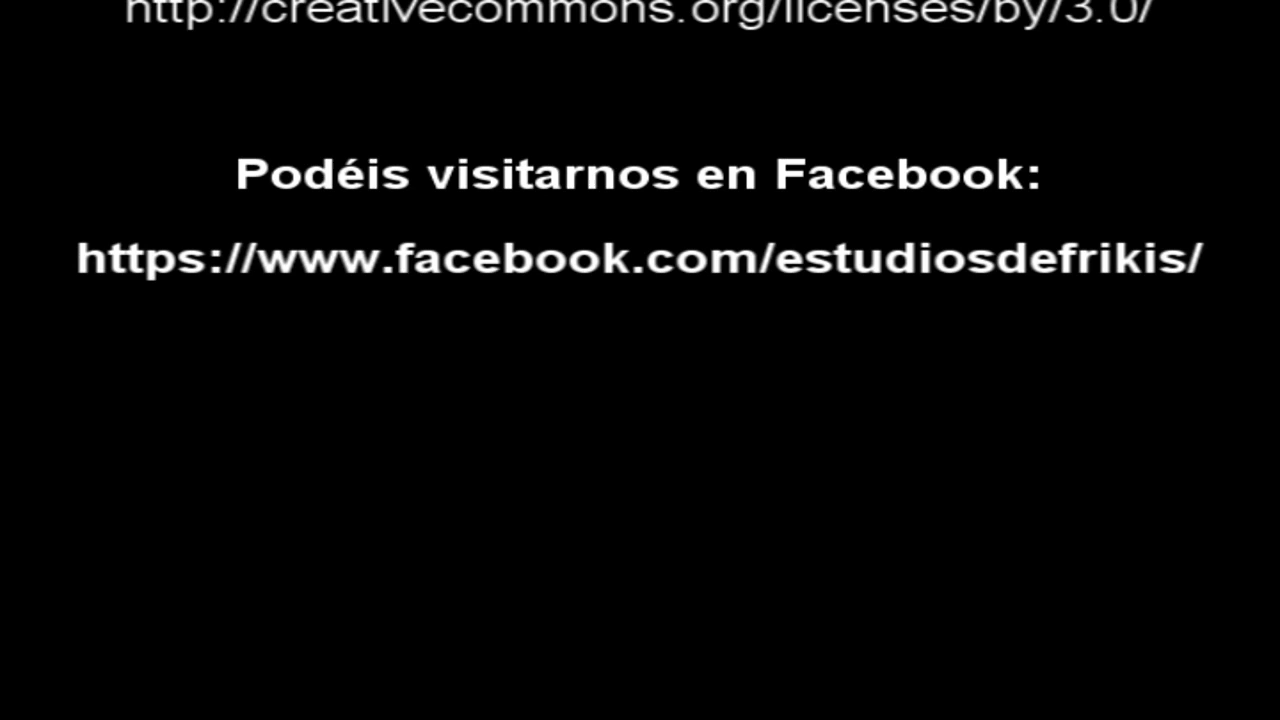 http://creativecommons.org/licenses/by/3.0/
Podéis visitarnos en Facebook:
https://www.facebook.com/estudiosdefrikis/